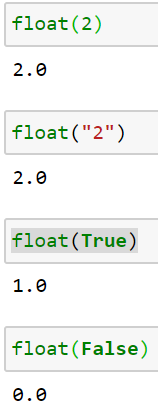 float(2)
2.0
float("2")
2.0
float(True)
1.0
float(False)
0.0